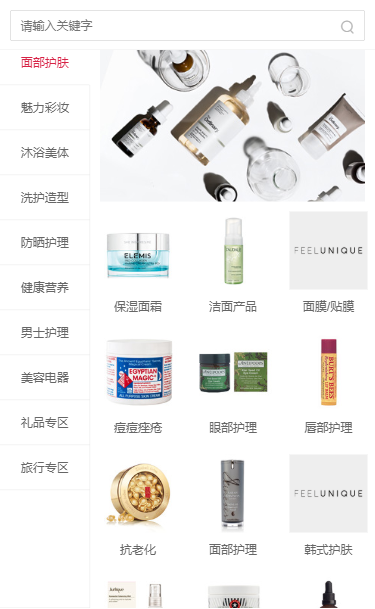 请输入关键字
面部护肤
魅力彩妆
沐浴美体
洗护造型
防晒护理
健康营养
男士护理
美容电器
礼品专区
旅行专区
ELEMIS
FEELUNIQUE
保湿面霜
洁面产品
面膜/贴膜
EGYPTIAN
MAGIC
BURT'S BEES
痘痘痤疮
眼部护理
唇部护理
FEELUNIQUE
抗老化
面部护理
韩式护肤